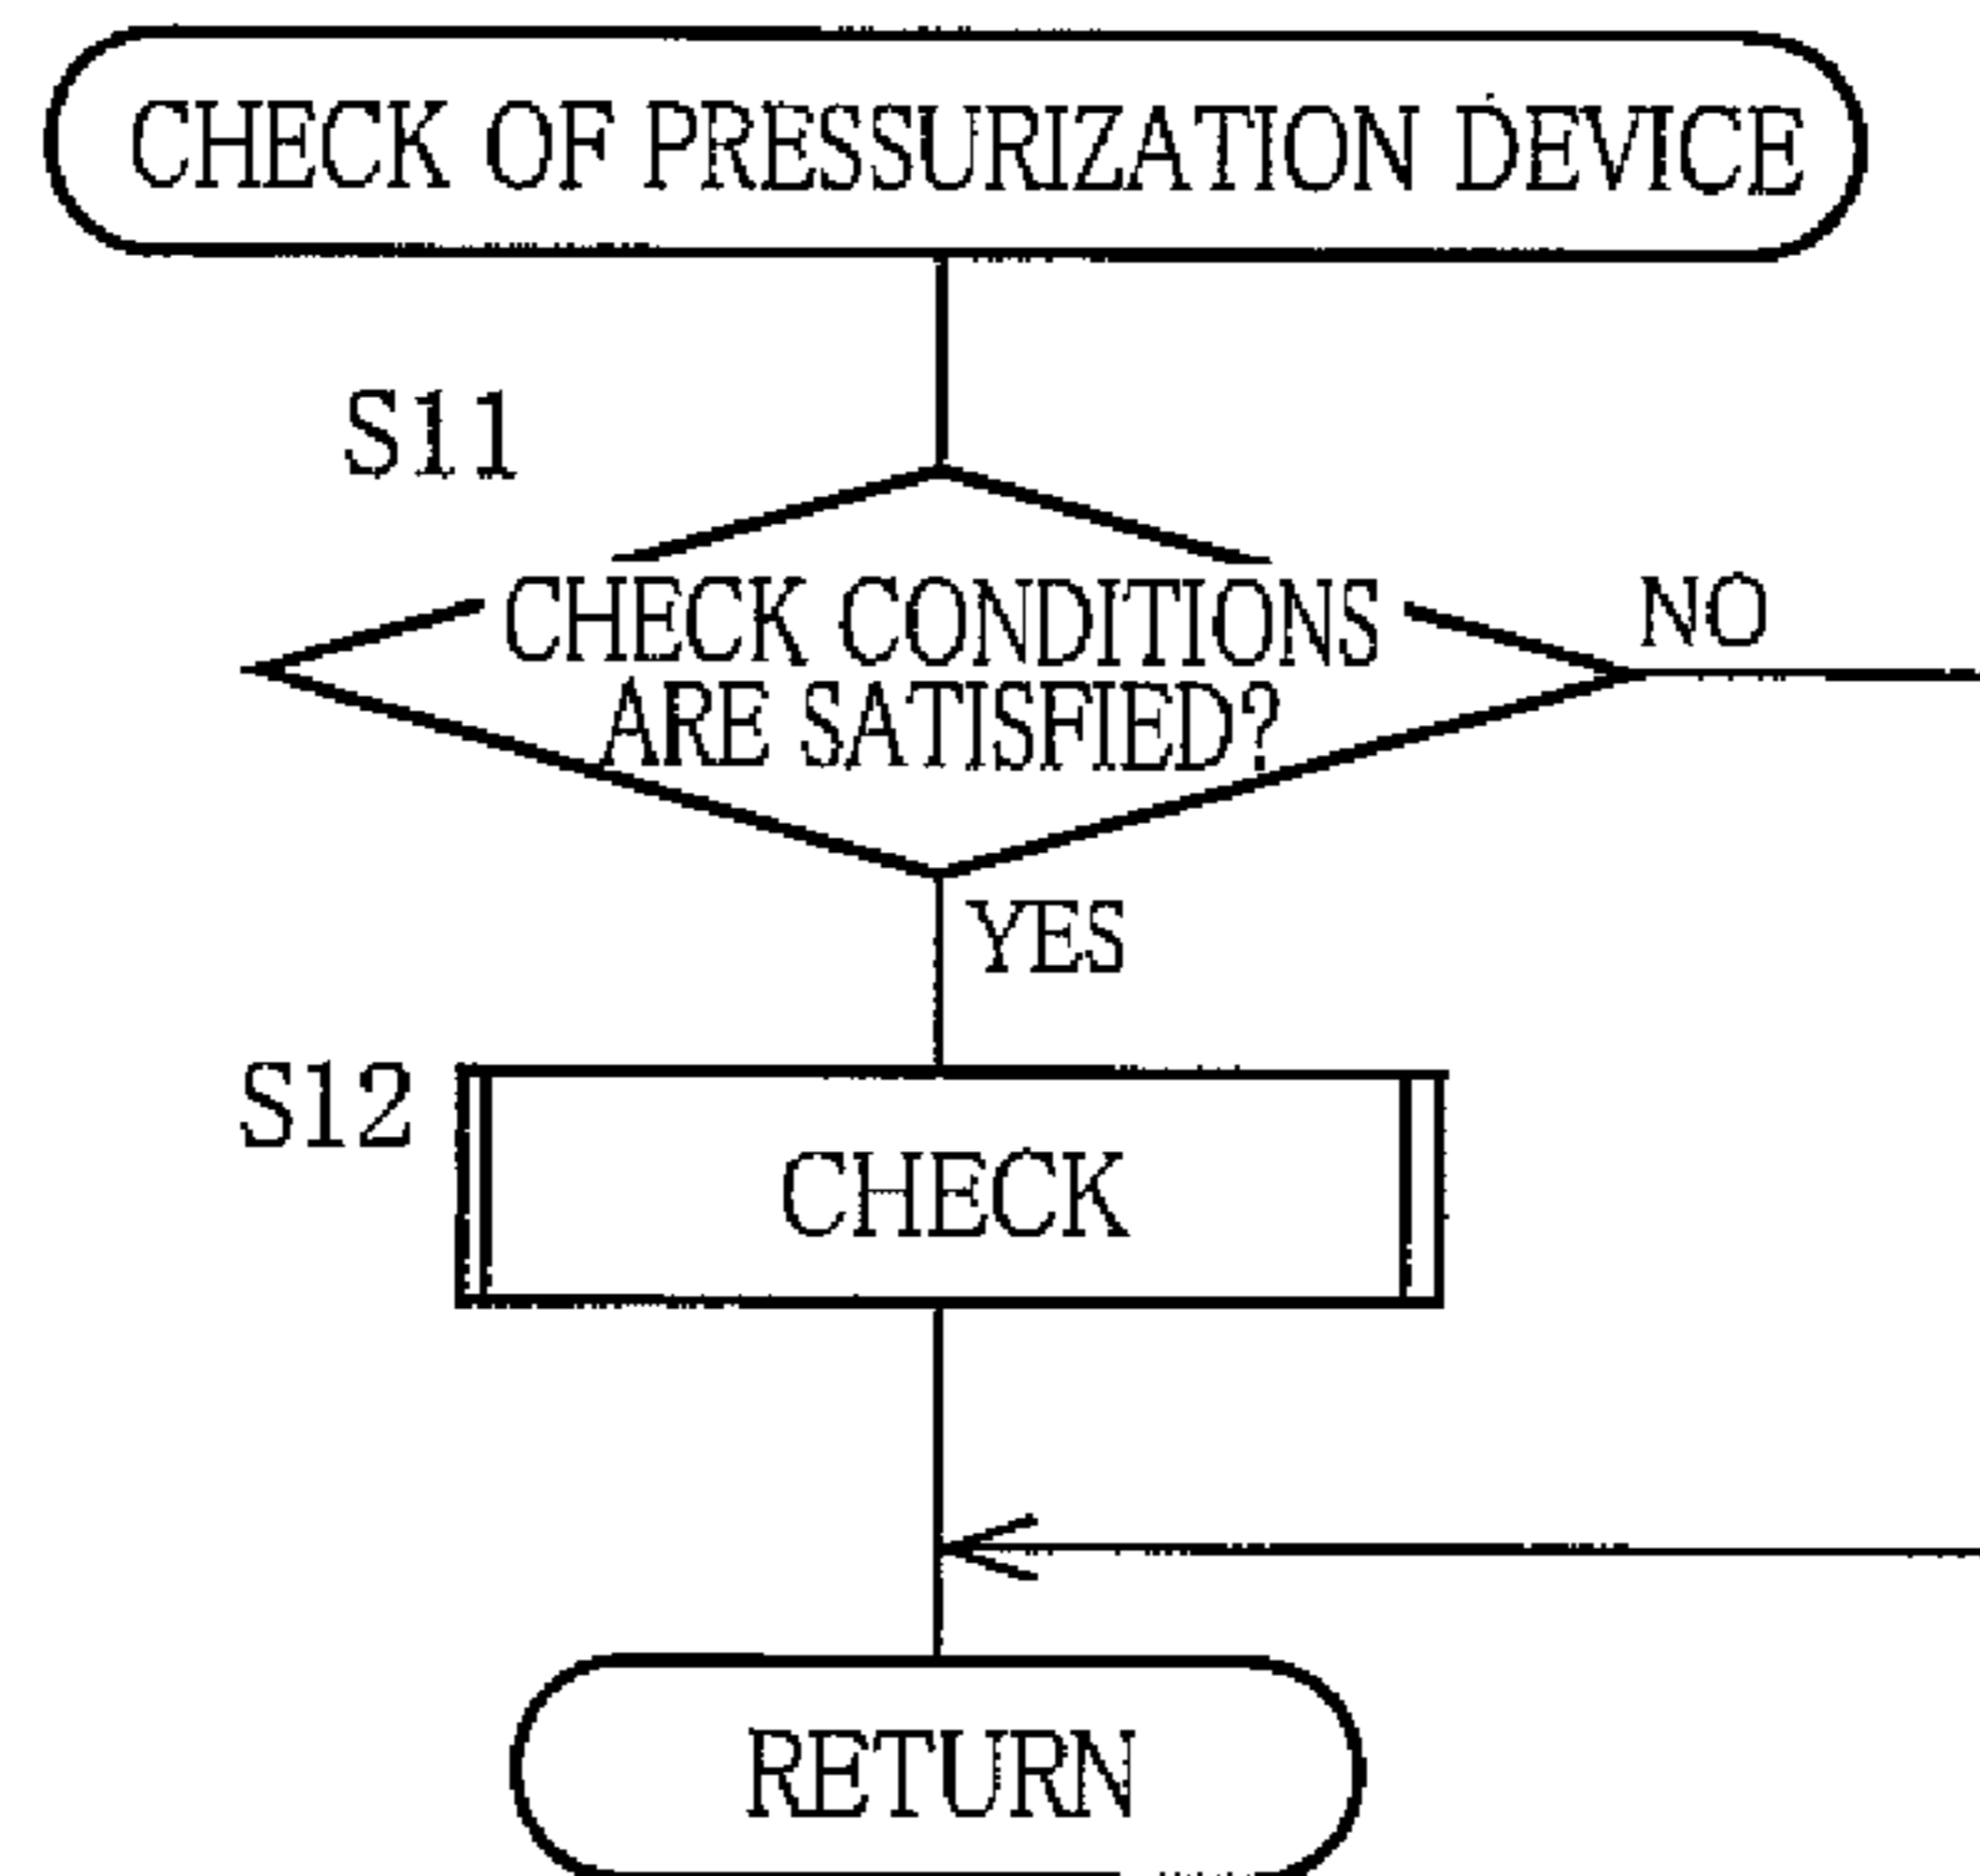 CHECK OF PRESSURIZATION DEVICE
S11
CHECK CONDITIONS
ARE SATISFIED?
NO
YES
S12
CHECK
RETURN